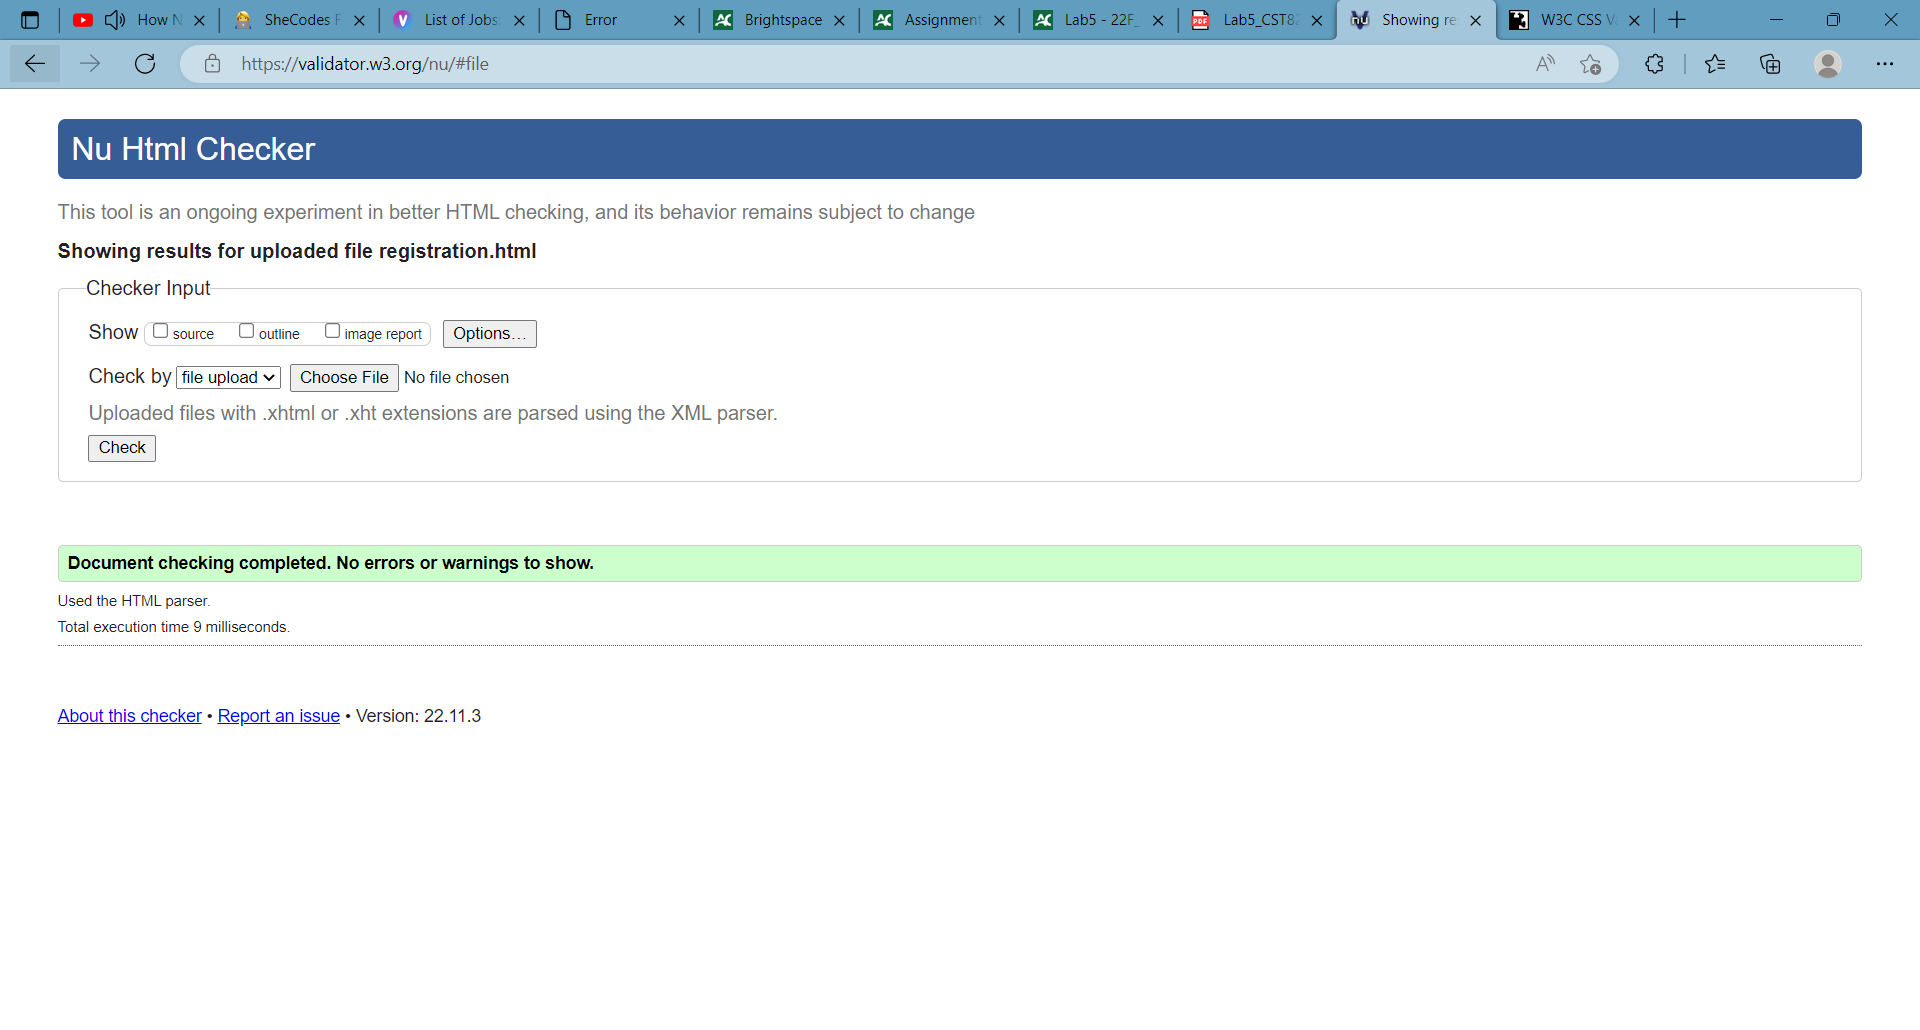 How N
SheCodes F
List of Jobs
Error
Brightspace
Assignment
Lab5 - 22F_
Lab5_CST82
Showing re
W3C CSS Va
https://validator.w3.org/nu/#file
Nu Html Checker
This tool is an ongoing experiment in better HTML checking, and its behavior remains subject to change
Showing results for uploaded file registration.html
Checker Input
Show source outline image report Options…
Check by file upload Choose File No file chosen
Uploaded files with .xhtml or .xht extensions are parsed using the XML parser.
Check
Document checking completed. No errors or warnings to show.
Used the HTML parser.
Total execution time 9 milliseconds.
About this checker • Report an issue • Version: 22.11.3